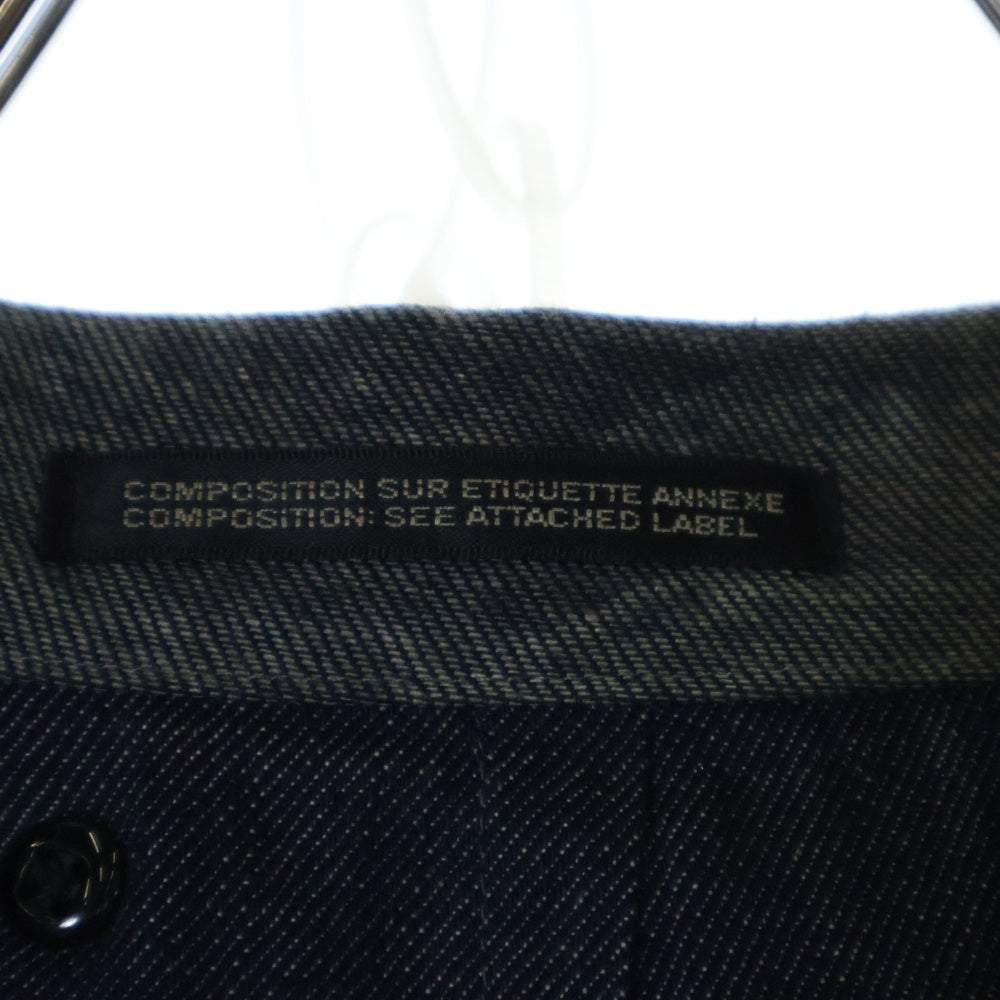 COMPOSITION SUR ETIQUETTE ANNEXE
COMPOSITION: SEE ATTACHED LABEL